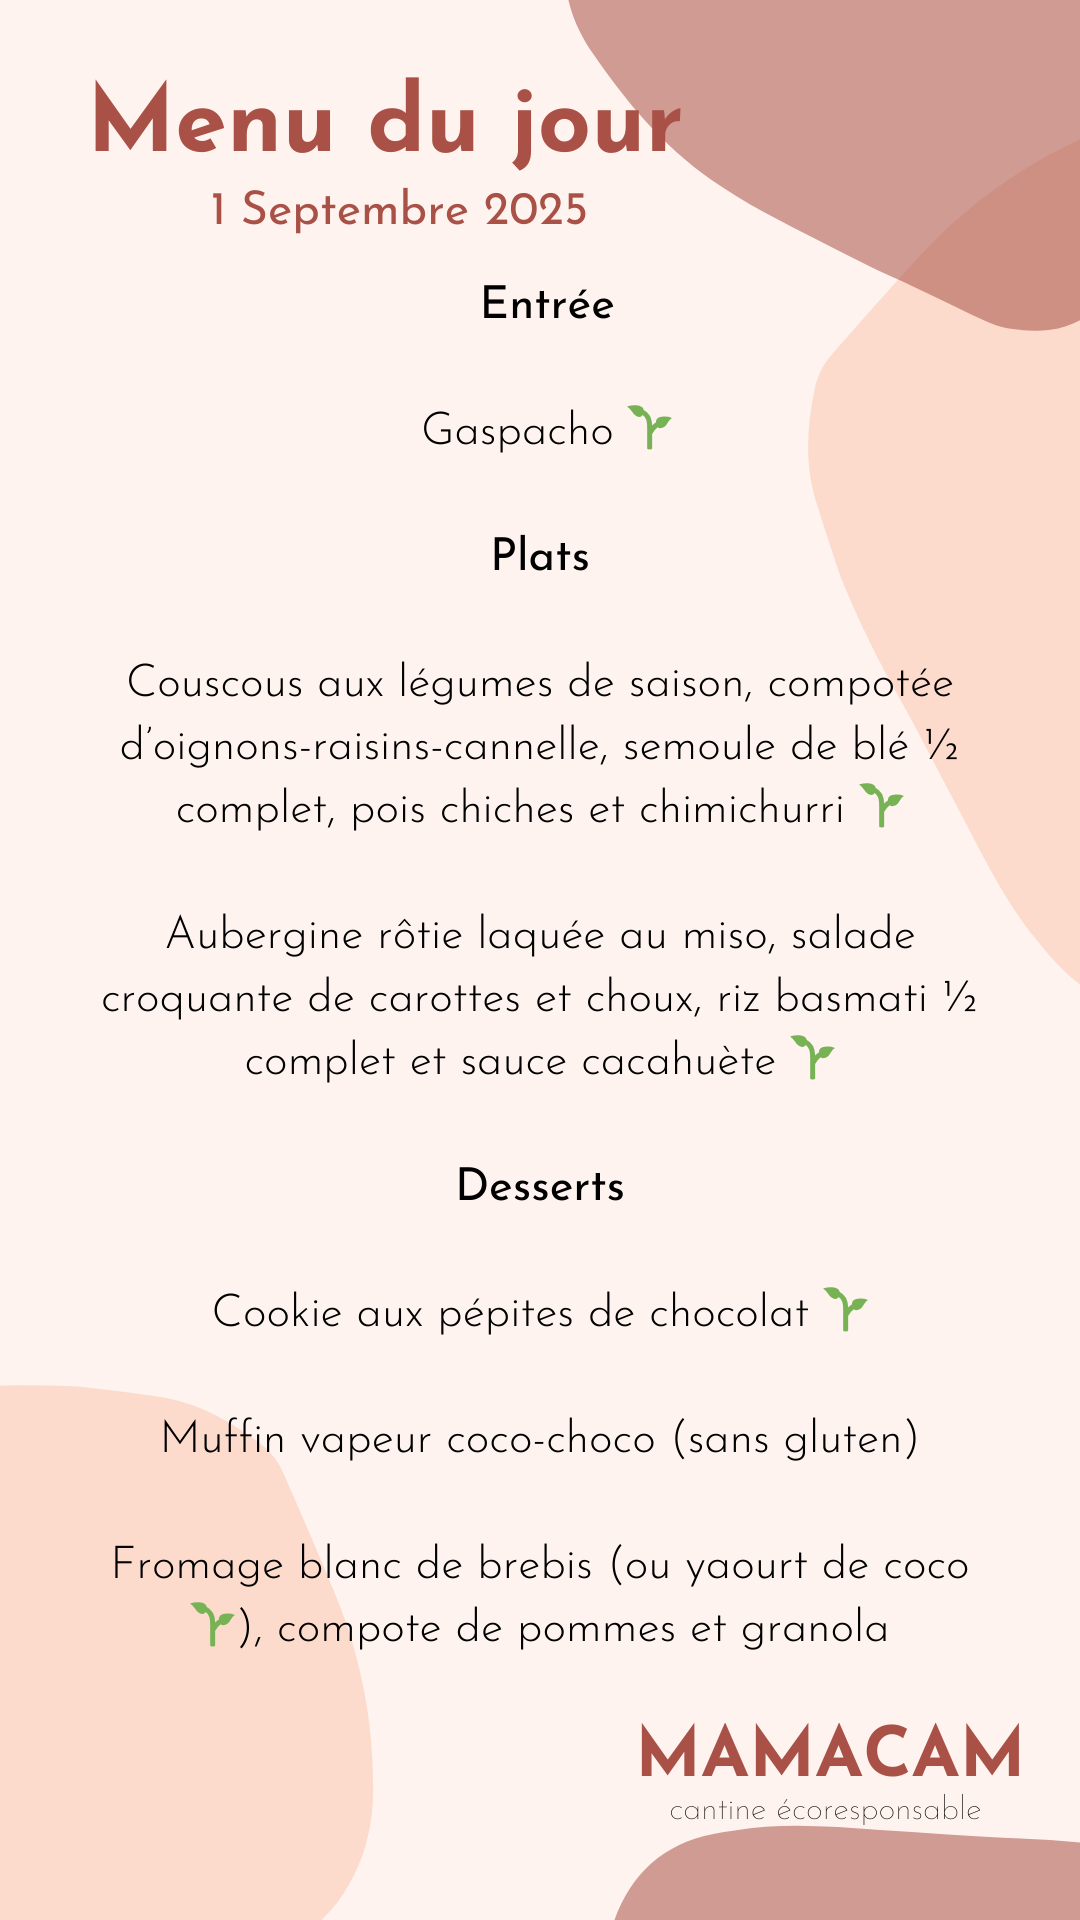 Menu du jour
1 Septembre 2025
Entrée
Gaspacho 🌱
Plats
Couscous aux légumes de saison, compotée
d’oignons-raisins-cannelle, semoule de blé ½
complet, pois chiches et chimichurri 🌱
Aubergine rôtie laquée au miso, salade
croquante de carottes et choux, riz basmati ½
complet et sauce cacahuète 🌱
Desserts
Cookie aux pépites de chocolat 🌱
Muffin vapeur coco-choco (sans gluten)
Fromage blanc de brebis (ou yaourt de coco
🌱), compote de pommes et granola
MAMACAM
cantine écoresponsable